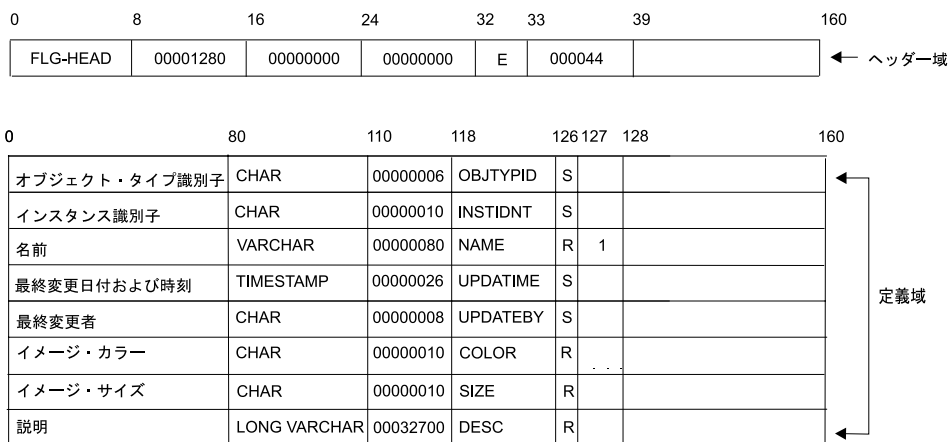 0 8 16 24 32 33 39 160
FLG-HEAD 00001280 00000000 00000000 E 000044
ヘッダー域
0 80 110 118 126 127 128 160
オブジェクト・タイプ識別子 CHAR 00000006 OBJTYPID S
インスタンス識別子 CHAR 00000010 INSTIDNT S
名前 VARCHAR 00000080 NAME R 1
最終変更日付および時刻 TIMESTAMP 00000026 UPDATIME S
定義域
最終変更者 CHAR 00000008 UPDATEBY S
イメージ・カラー CHAR 00000010 COLOR R
. . .
イメージ・サイズ CHAR 00000010 SIZE R
説明 LONG VARCHAR 00032700 DESC R